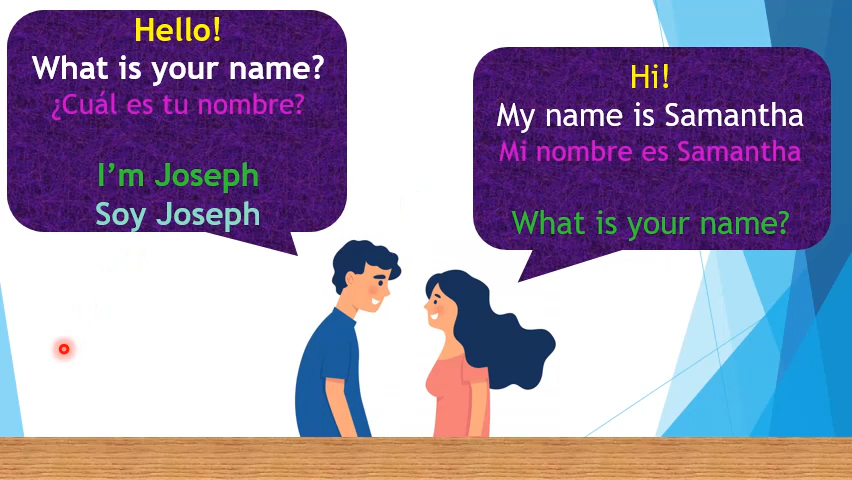 Hello!
What is your name?
¿Cuál es tu nombre?
I'm Joseph
Soy Joseph
Hi!
My name is Samantha
Mi nombre es Samantha
What is your name?